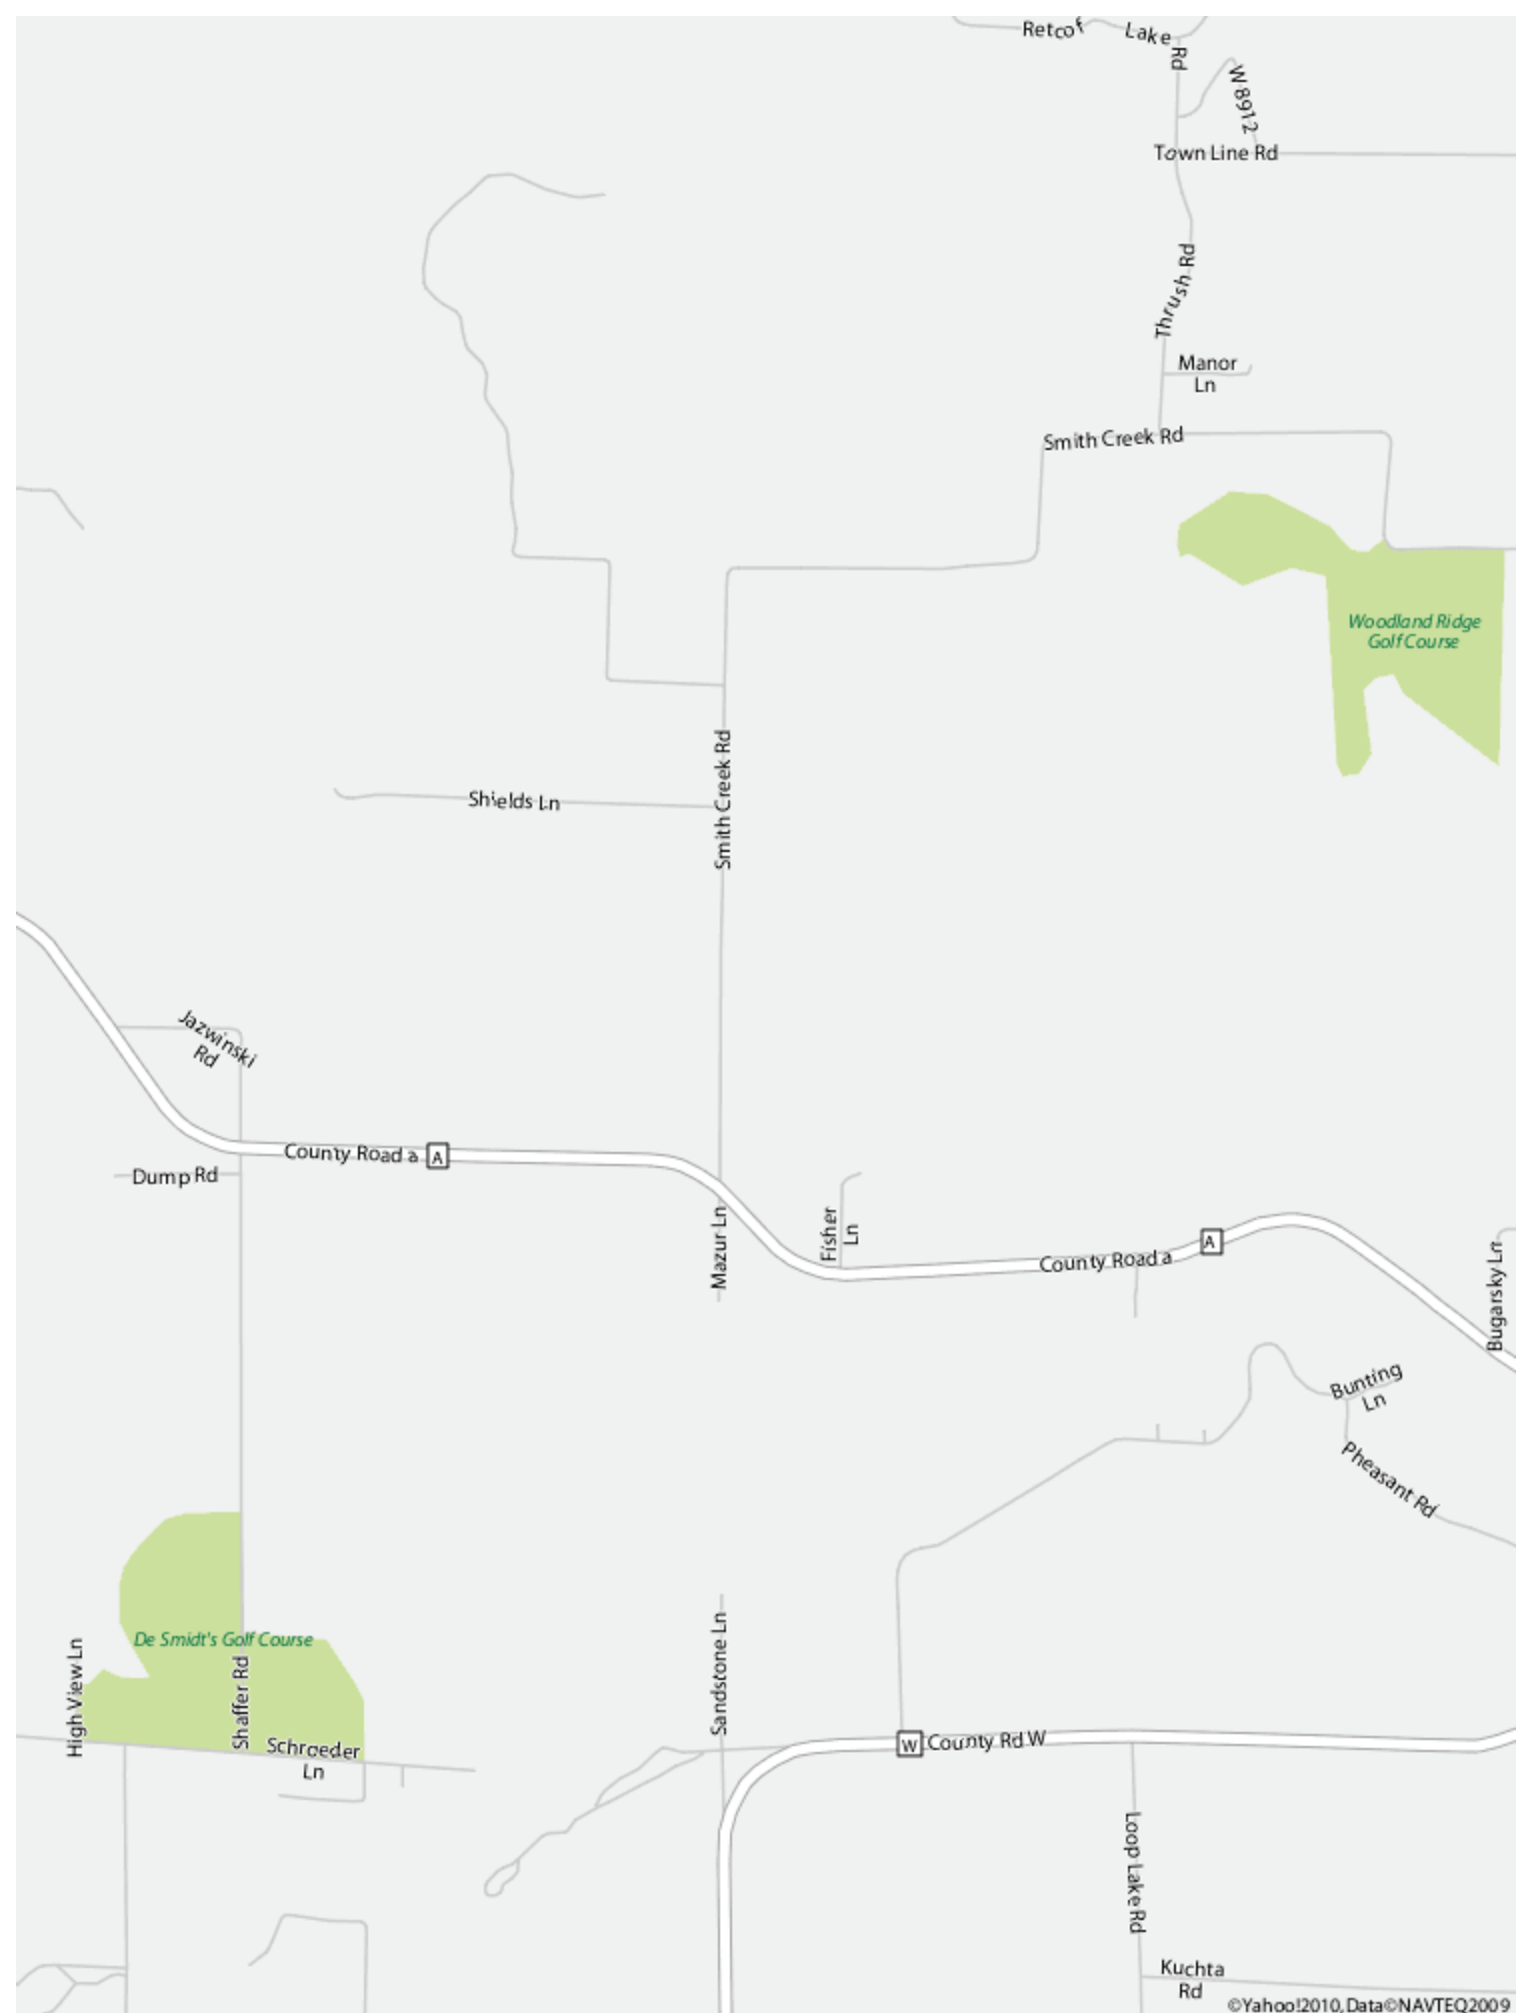 Retcof Lake Rd
W 8912
Town Line Rd
Thrush Rd
Manor
Ln
Smith Creek Rd
Woodland Ridge
Golf Course
Smith Creek Rd
Shields Ln
Jazwinski
Rd
County Road a
A
Dump Rd
Mazur Ln
Fisher
Ln
County Road a
A
Bugarsky Ln
Bunting
Ln
Pheasant Rd
De Smidt's Golf Course
High View Ln
Shaffer Rd
Schroeder
Ln
Sandstone Ln
W
County Rd W
Loop Lake Rd
Kuchta
Rd
©Yahoo!2010, Data©NAVTEQ2009